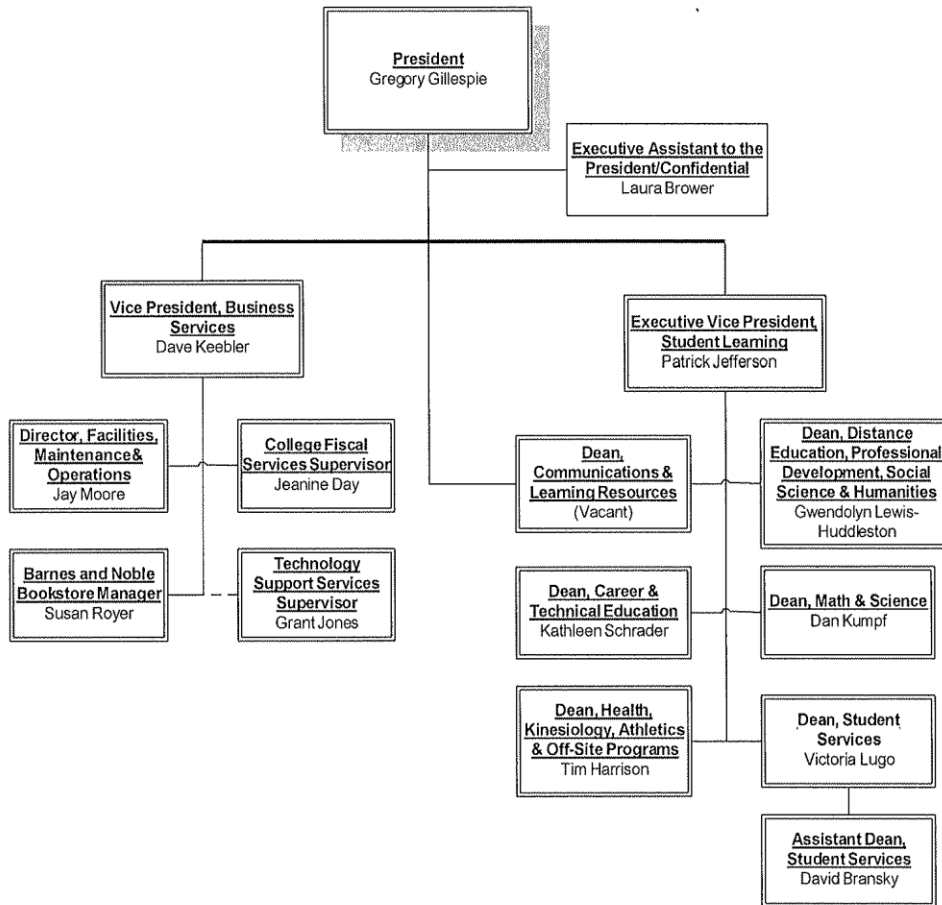 President
Gregory Gillespie
Executive Assistant to the
President/Confidential
Laura Brower
Vice President, Business
Services
Dave Keebler
Executive Vice President,
Student Learning
Patrick Jefferson
Director, Facilities,
Maintenance&
Operations
Jay Moore
College Fiscal
Services Supervisor
Jeanine Day
Dean,
Communications &
Learning Resources
(Vacant)
Dean, Distance
Education, Professional
Development, Social
Science & Humanities
Gwendolyn Lewis-
Huddleston
Barnes and Noble
Bookstore Manager
Susan Royer
Technology
Support Services
Supervisor
Grant Jones
Dean, Career &
Technical Education
Kathleen Schrader
Dean, Math & Science
Dan Kumpf
Dean, Health,
Kinesiology, Athletics
& Off-Site Programs
Tim Harrison
Dean, Student
Services
Victoria Lugo
Assistant Dean,
Student Services
David Bransky